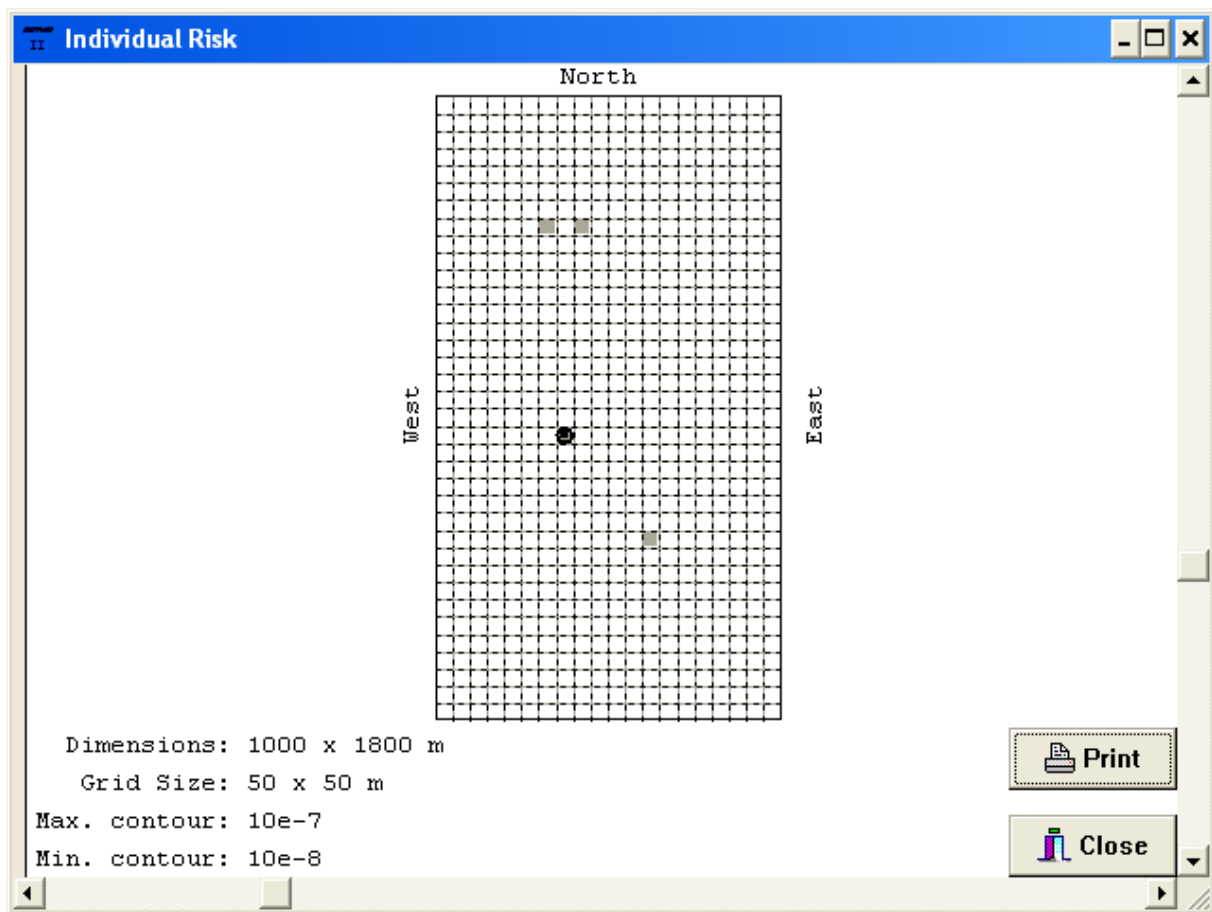 II Individual Risk
North
West
East
Dimensions: 1000 x 1800 m
Grid Size: 50 x 50 m
Max. contour: 10e-7
Min. contour: 10e-8
Print
Close